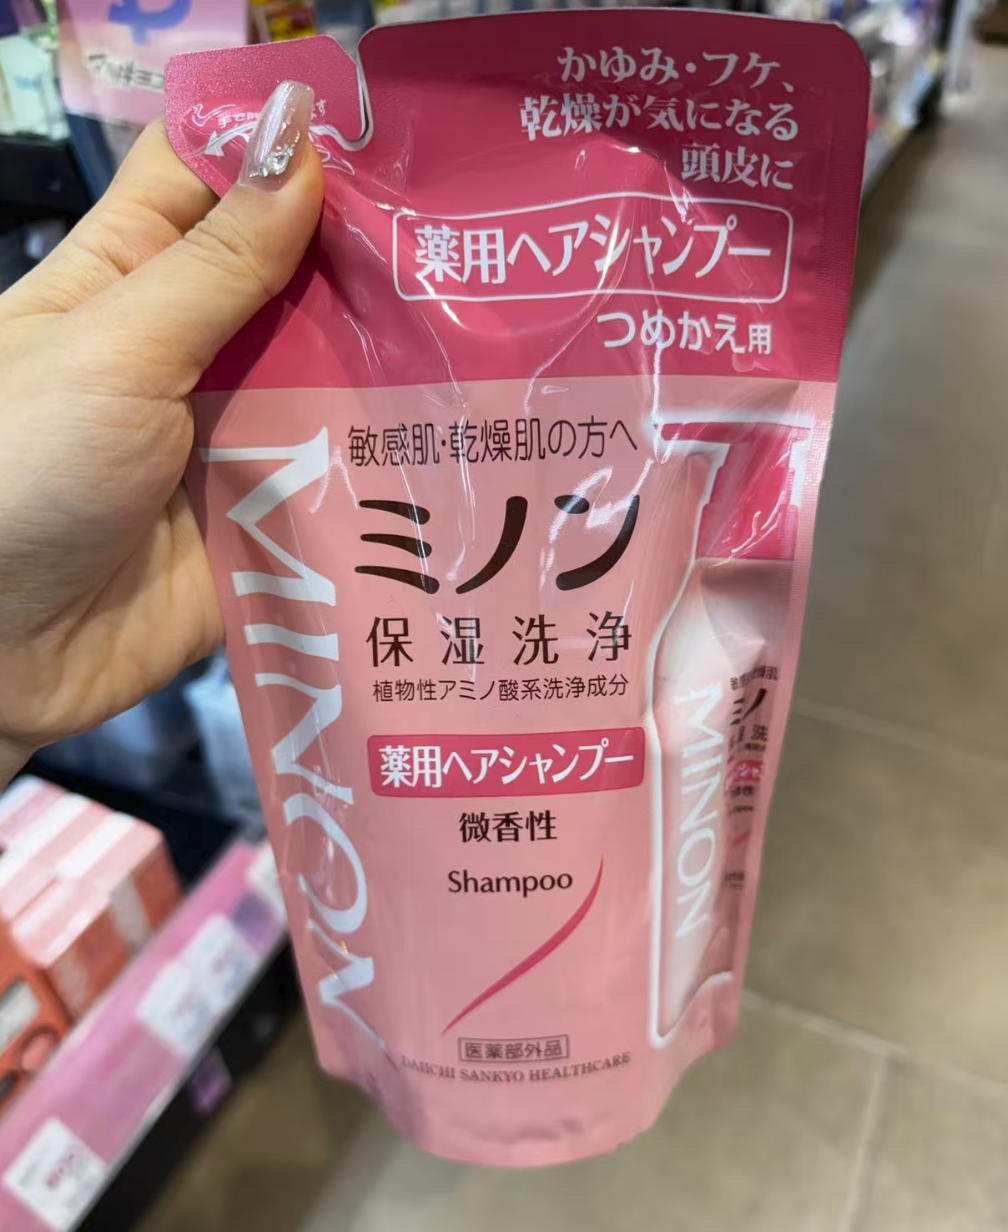 かゆみ・フケ、
乾燥が気になる
頭皮に
薬用ヘアシャンプー
つめかえ用
敏感肌・乾燥肌の方へ
ミノン
保湿洗浄
植物性アミノ酸系洗浄成分
薬用ヘアシャンプー
微香性
Shampoo
医薬部外品
DAIICHI SANKYO HEALTHCARE
MINON
MINON